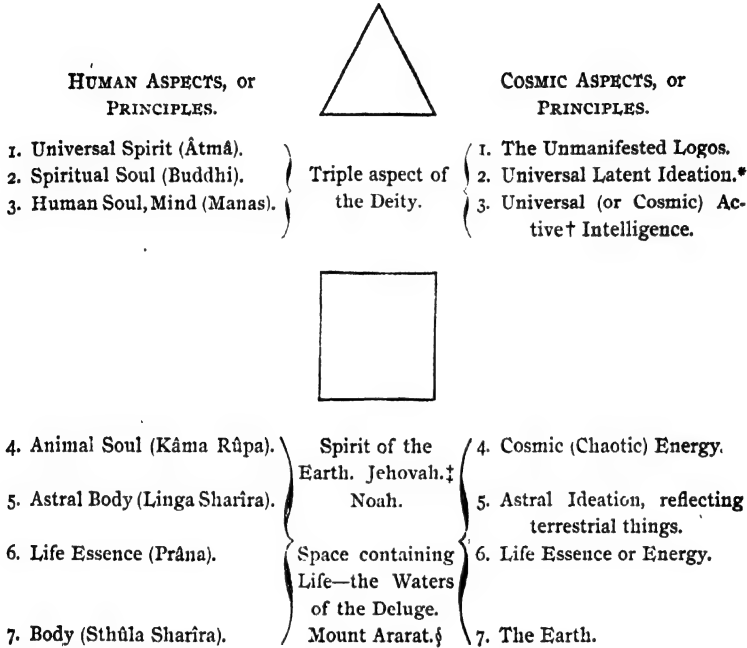 HUMAN ASPECTS, OR
PRINCIPLES.
COSMIC ASPECTS, OR
PRINCIPLES.
1. Universal Spirit (Âtmâ).
2. Spiritual Soul (Buddhi).
3. Human Soul, Mind (Manas).
Triple aspect of
the Deity.
1. The Unmanifested Logos.
2. Universal Latent Ideation.*
3. Universal (or Cosmic) Ac-
tive† Intelligence.
4. Animal Soul (Kâma Rûpa).
5. Astral Body (Linga Sharîra).
6. Life Essence (Prâna).
7. Body (Sthûla Sharîra).
Spirit of the
Earth. Jehovah.‡
Noah.
Space containing
Life—the Waters
of the Deluge.
Mount Ararat.§
4. Cosmic (Chaotic) Energy.
5. Astral Ideation, reflecting
terrestrial things.
6. Life Essence or Energy.
7. The Earth.